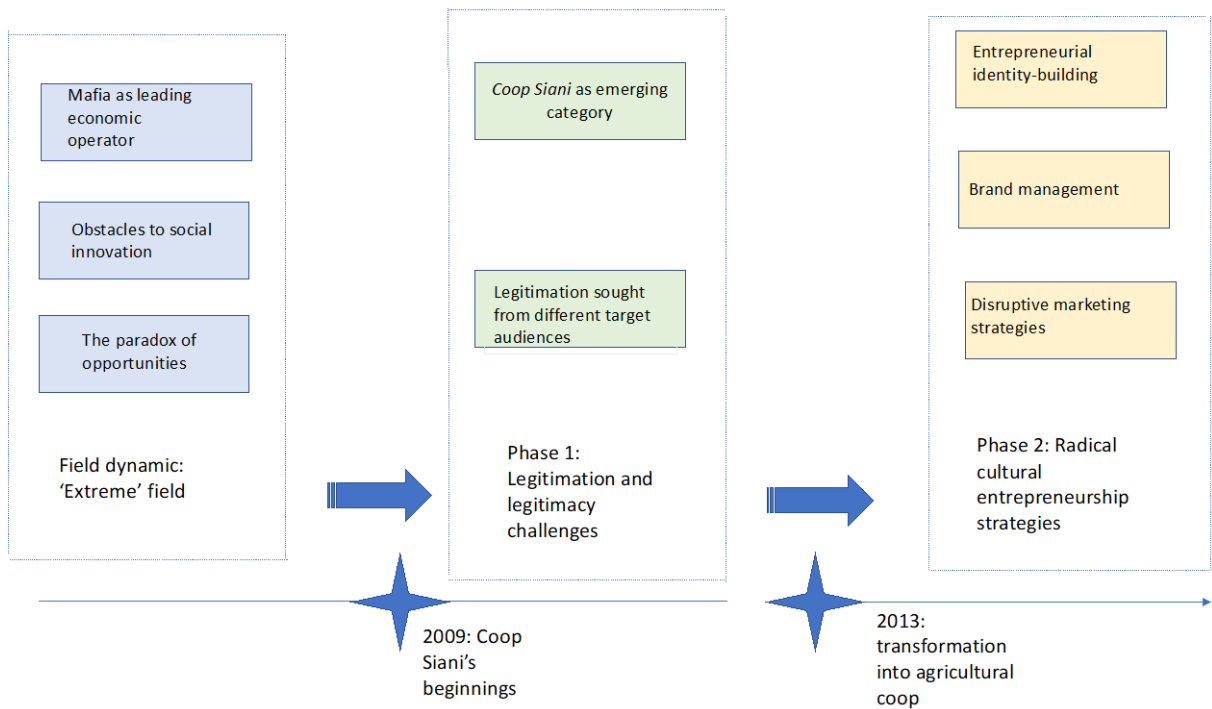 Mafia as leading
economic
operator
Obstacles to social
innovation
The paradox of
opportunities
Field dynamic:
‘Extreme’ field
Coop Siani as emerging
category
Legitimation sought
from different target
audiences
Phase 1:
Legitimation and
legitimacy
challenges
Entrepreneurial
identity-building
Brand management
Disruptive marketing
strategies
Phase 2: Radical
cultural
entrepreneurship
strategies
2009: Coop
Siani’s
beginnings
2013:
transformation
into agricultural
coop